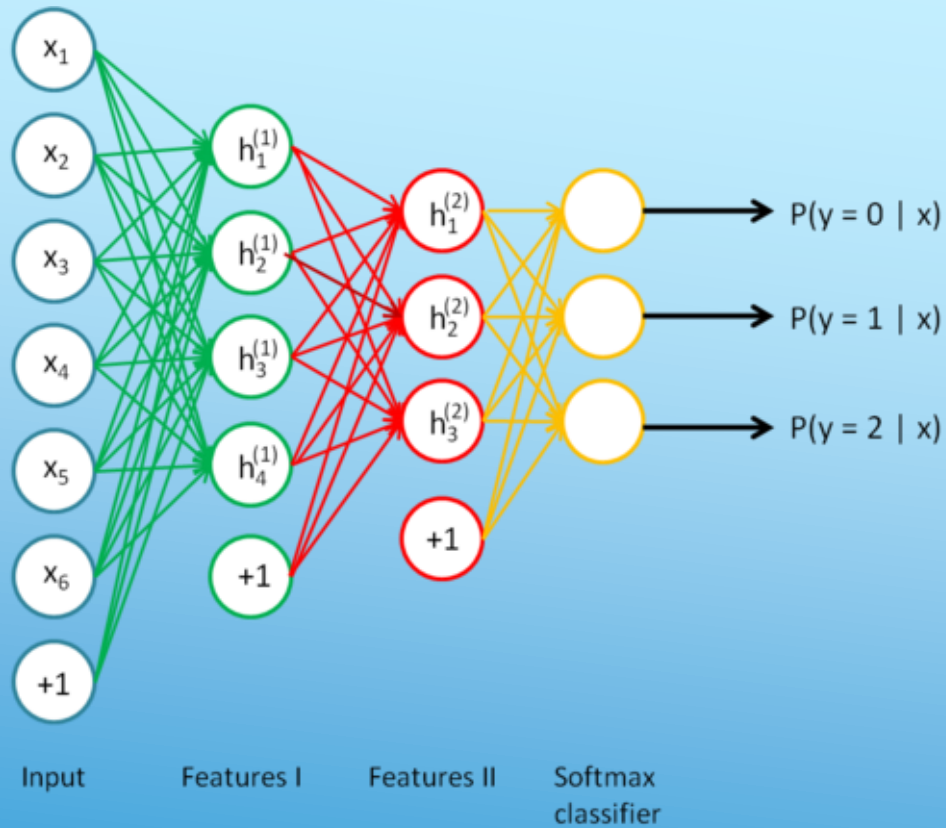 x₁
x₂
x₃
x₄
x₅
x₆
+1
h₁⁽¹⁾
h₂⁽¹⁾
h₃⁽¹⁾
h₄⁽¹⁾
+1
h₁⁽²⁾
h₂⁽²⁾
h₃⁽²⁾
+1
P(y = 0 | x)
P(y = 1 | x)
P(y = 2 | x)
Input
Features I
Features II
Softmax
classifier